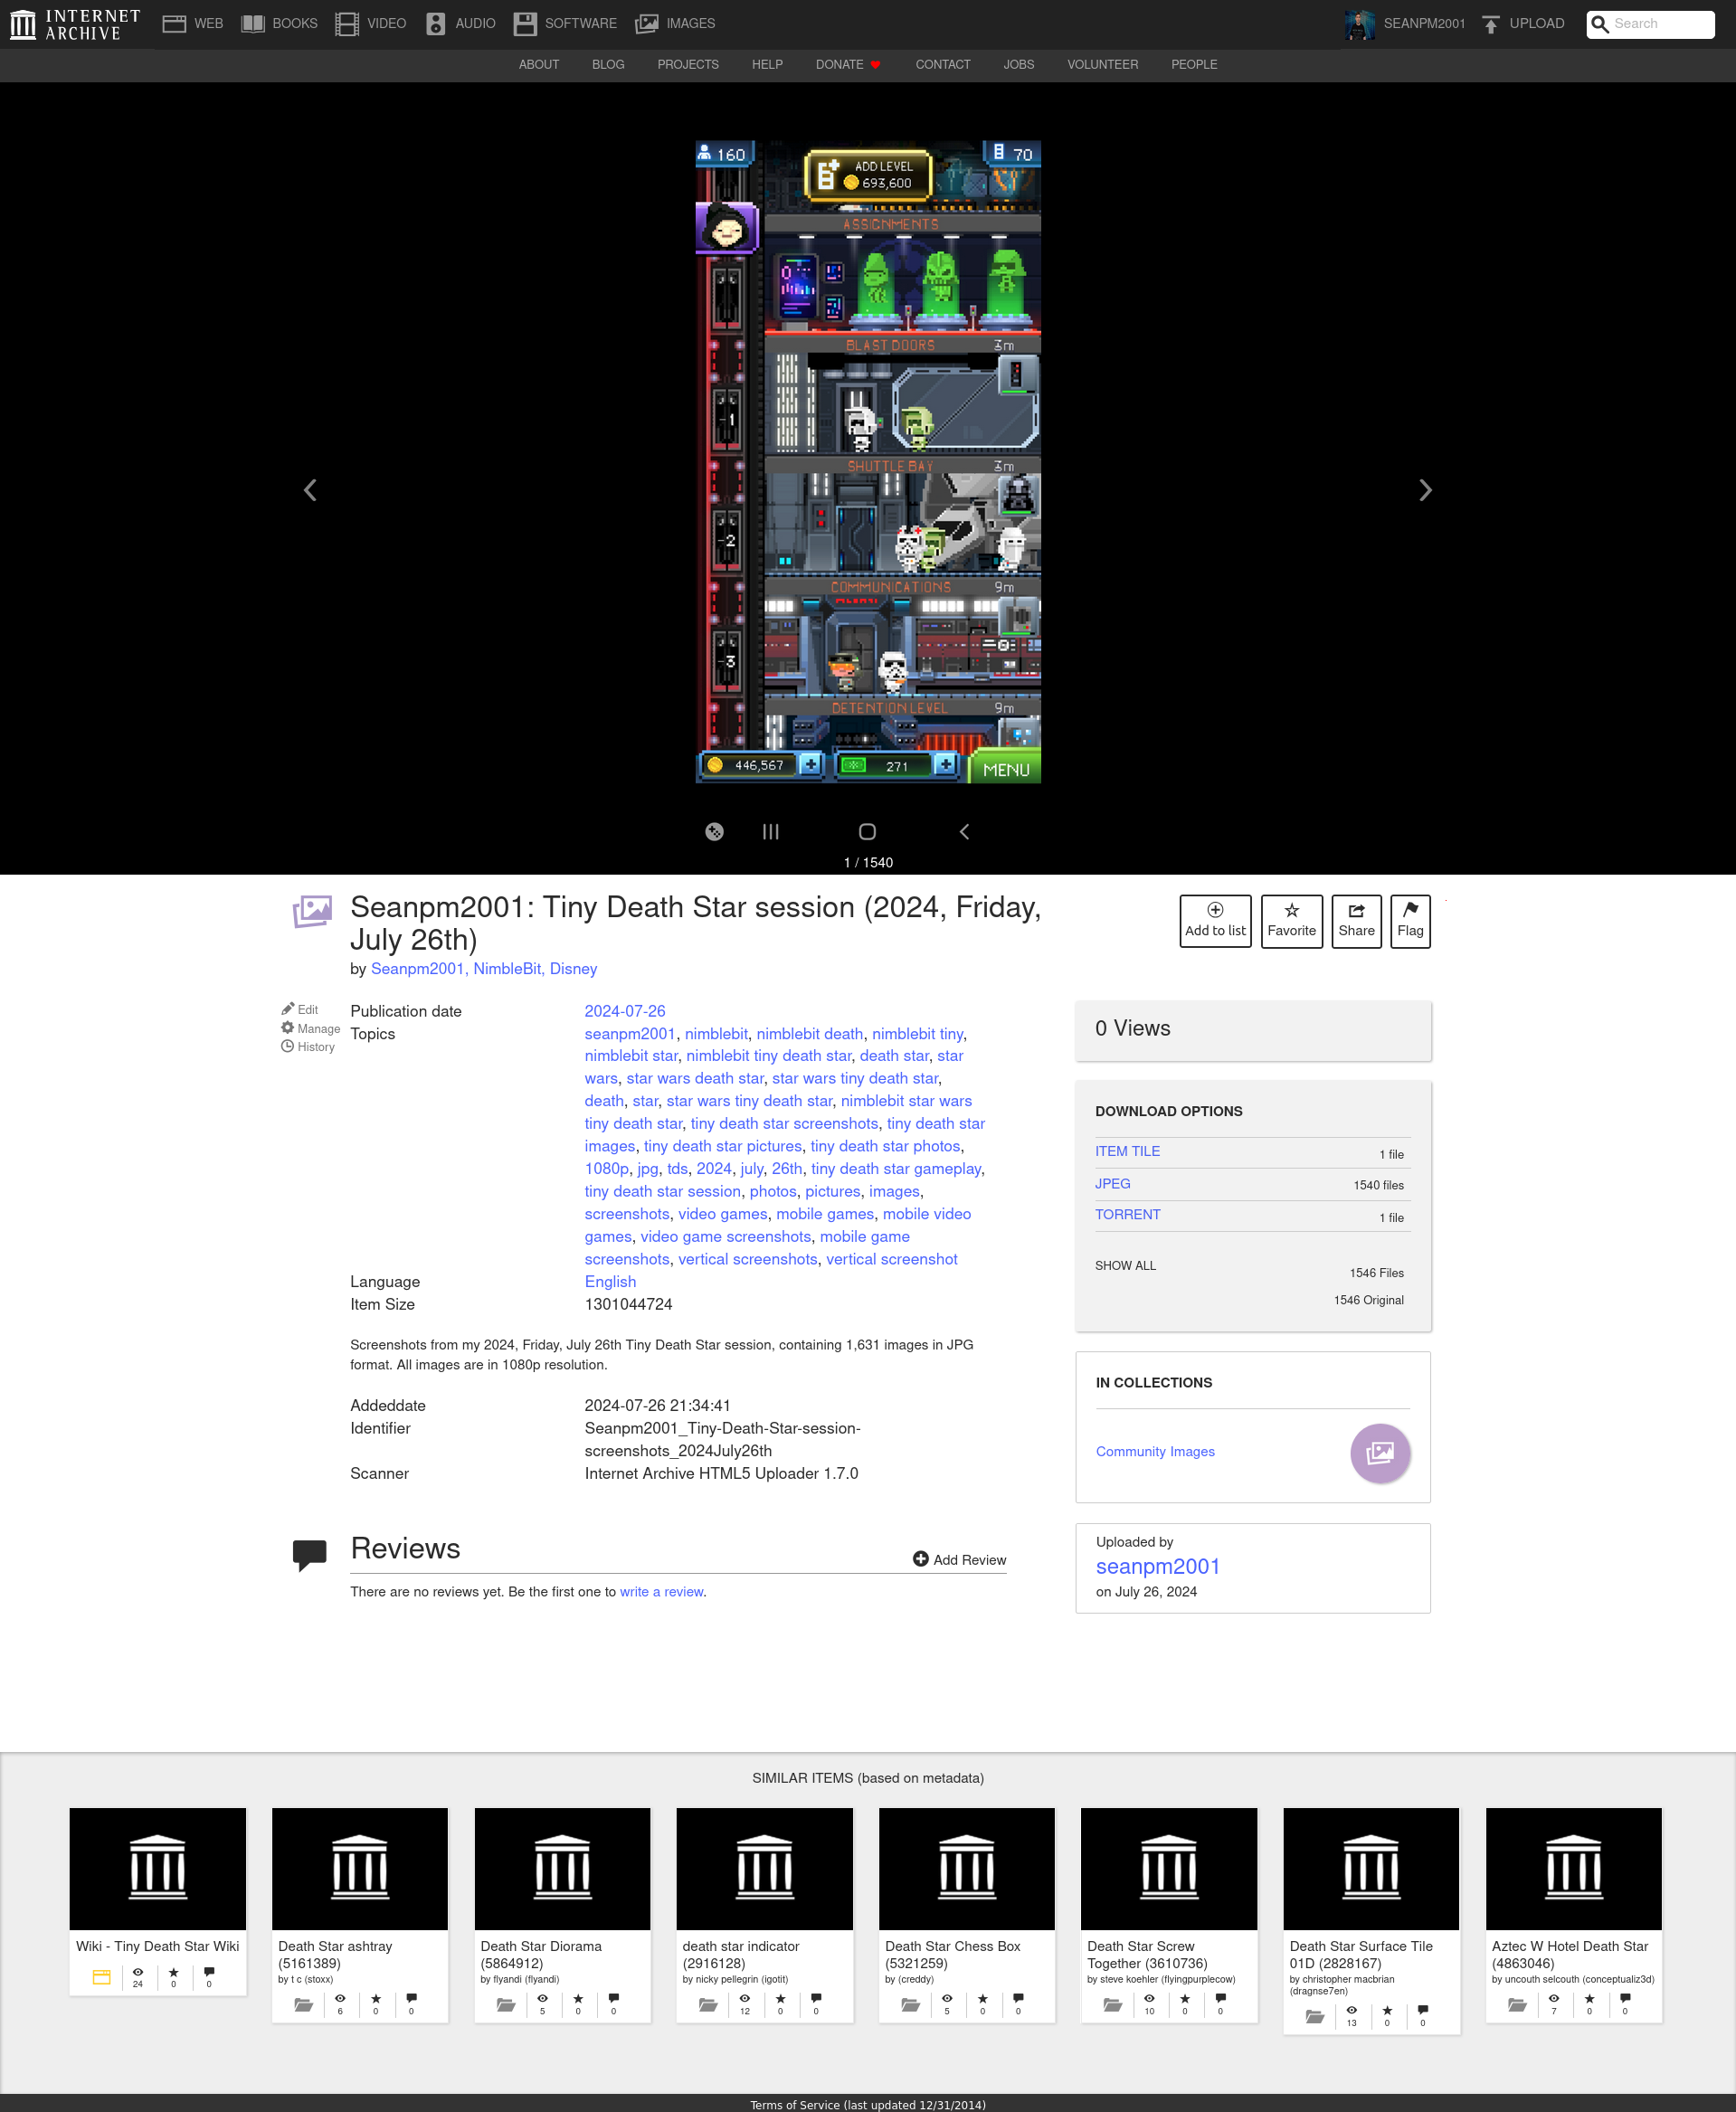 INTERNET ARCHIVE
WEB BOOKS VIDEO AUDIO SOFTWARE IMAGES SEANPM2001 UPLOAD Search
ABOUT BLOG PROJECTS HELP DONATE CONTACT JOBS VOLUNTEER PEOPLE
160 ADD LEVEL 70
693,600
ASSIGNMENTS
BLAST DOORS 3m
-1
SHUTTLE BAY 3m
-2
COMMUNICATIONS 9m
-3
DETENTION LEVEL 9m
446,567 271 MENU
1 / 1540
Seanpm2001: Tiny Death Star session (2024, Friday,
July 26th)
by Seanpm2001, NimbleBit, Disney
Add to list Favorite Share Flag
Edit
Manage
History
Publication date 2024-07-26
Topics seanpm2001, nimblebit, nimblebit death, nimblebit tiny,
nimblebit star, nimblebit tiny death star, death star, star
wars, star wars death star, star wars tiny death star,
death, star, star wars tiny death star, nimblebit star wars
tiny death star, tiny death star screenshots, tiny death star
images, tiny death star pictures, tiny death star photos,
1080p, jpg, tds, 2024, july, 26th, tiny death star gameplay,
tiny death star session, photos, pictures, images,
screenshots, video games, mobile games, mobile video
games, video game screenshots, mobile game
screenshots, vertical screenshots, vertical screenshot
Language English
Item Size 1301044724
Screenshots from my 2024, Friday, July 26th Tiny Death Star session, containing 1,631 images in JPG
format. All images are in 1080p resolution.
Addeddate 2024-07-26 21:34:41
Identifier Seanpm2001_Tiny-Death-Star-session-
screenshots_2024July26th
Scanner Internet Archive HTML5 Uploader 1.7.0
Reviews
Add Review
There are no reviews yet. Be the first one to write a review.
0 Views
DOWNLOAD OPTIONS
ITEM TILE 1 file
JPEG 1540 files
TORRENT 1 file
SHOW ALL 1546 Files
1546 Original
IN COLLECTIONS
Community Images
Uploaded by
seanpm2001
on July 26, 2024
SIMILAR ITEMS (based on metadata)
Wiki - Tiny Death Star Wiki
24 0 0
Death Star ashtray
(5161389)
by t c (stoxx)
6 0 0
Death Star Diorama
(5864912)
by flyandi (flyandi)
5 0 0
death star indicator
(2916128)
by nicky pellegrin (igotit)
12 0 0
Death Star Chess Box
(5321259)
by (creddy)
5 0 0
Death Star Screw
Together (3610736)
by steve koehler (flyingpurplecow)
10 0 0
Death Star Surface Tile
01D (2828167)
by christopher macbrian
(dragnse7en)
13 0 0
Aztec W Hotel Death Star
(4863046)
by uncouth selcouth (conceptualiz3d)
7 0 0
Terms of Service (last updated 12/31/2014)